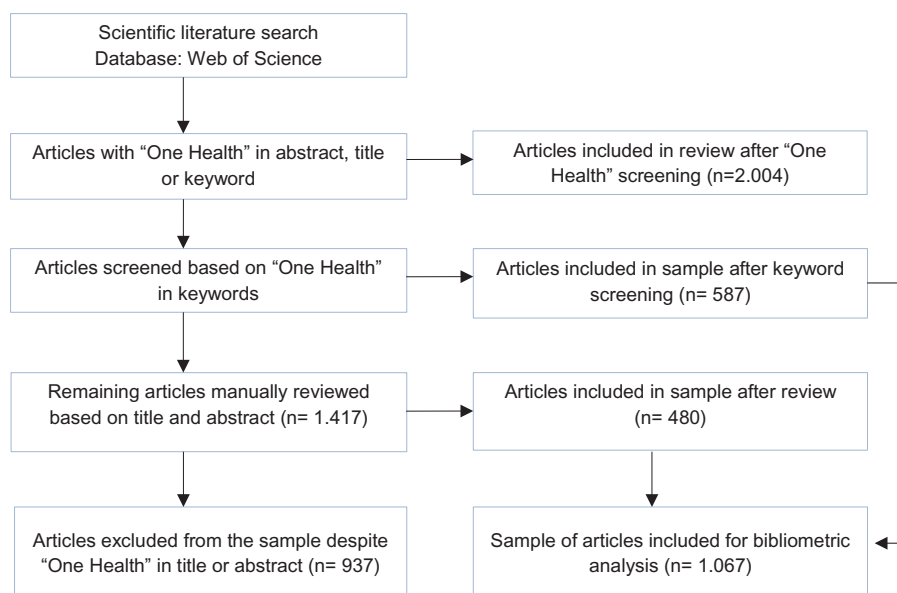 Scientific literature search
Database: Web of Science
Articles with “One Health” in abstract, title
or keyword
Articles included in review after “One
Health” screening (n=2.004)
Articles screened based on “One Health”
in keywords
Articles included in sample after keyword
screening (n= 587)
Remaining articles manually reviewed
based on title and abstract (n= 1.417)
Articles included in sample after review
(n= 480)
Articles excluded from the sample despite
“One Health” in title or abstract (n= 937)
Sample of articles included for bibliometric
analysis (n= 1.067)